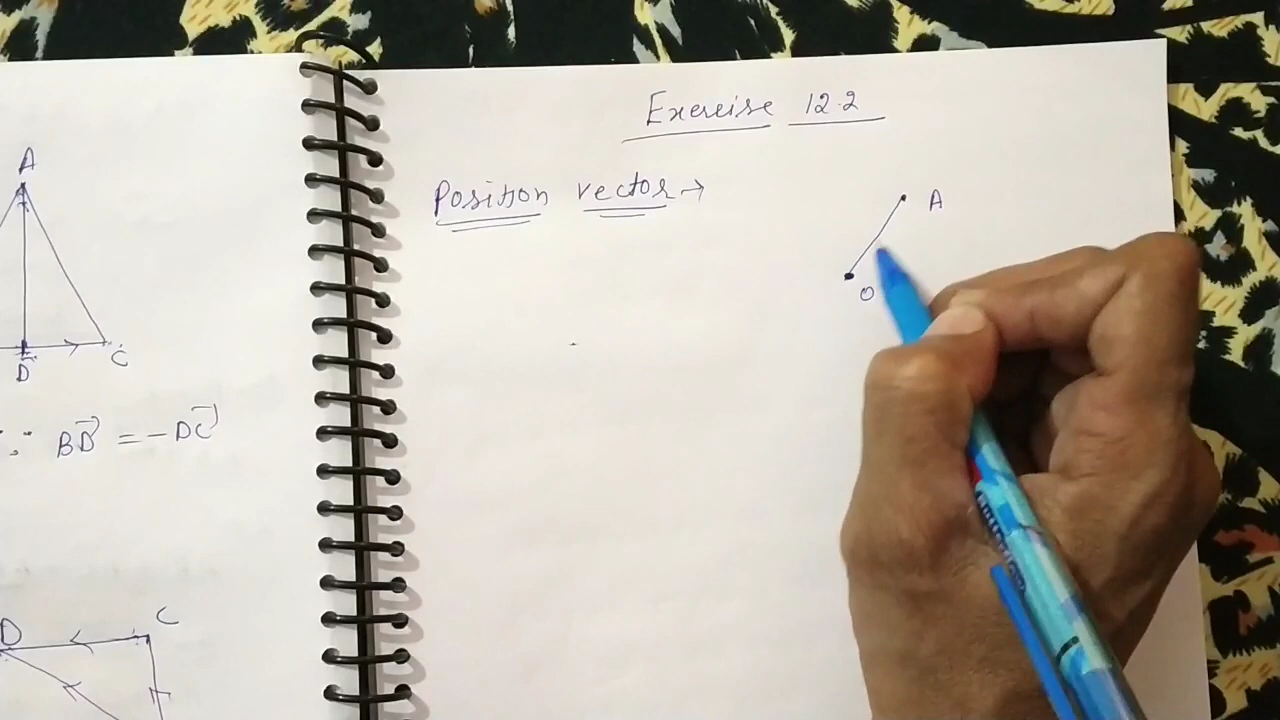 A
D
C
∴ BD⃗ = -DC⃗
D
C
Exercise 12.2
Position vector →
A
O